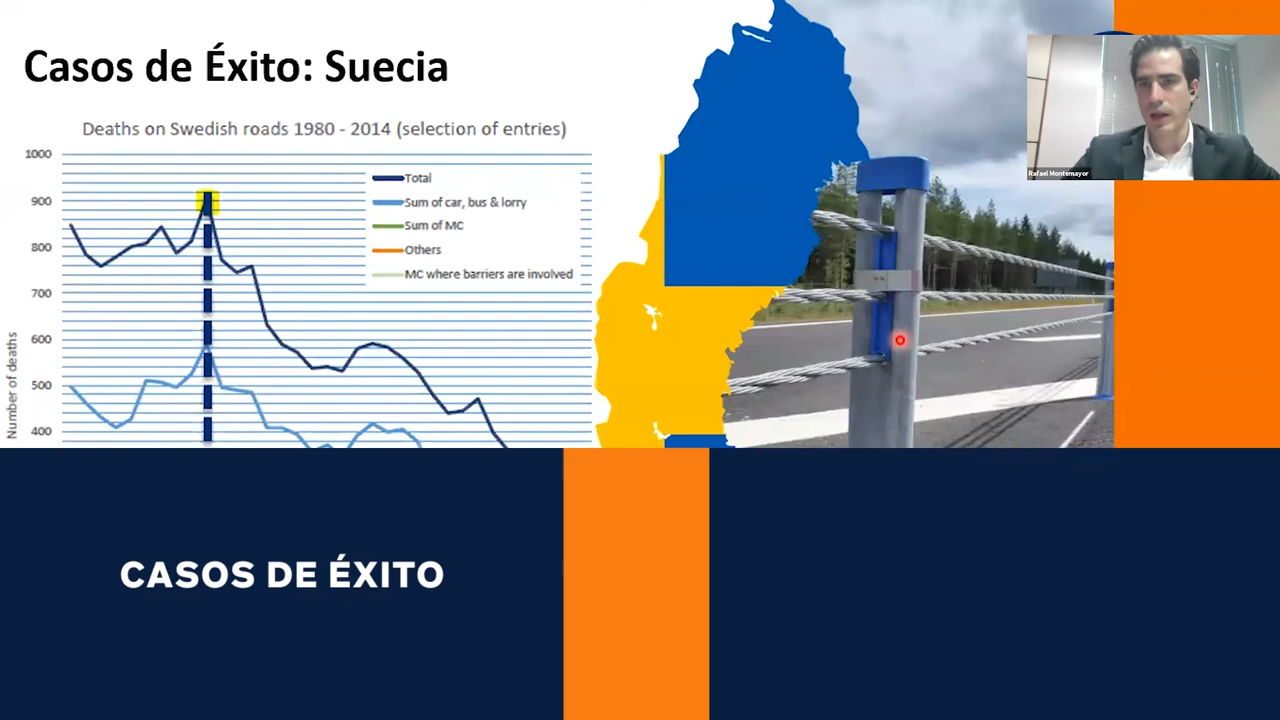 Casos de Éxito: Suecia
Deaths on Swedish roads 1980 - 2014 (selection of entries)
1000
900
800
700
600
500
400
Number of deaths
Total
Sum of car, bus & lorry
Sum of MC
Others
MC where barriers are involved
Rafael Montemayor
CASOS DE ÉXITO